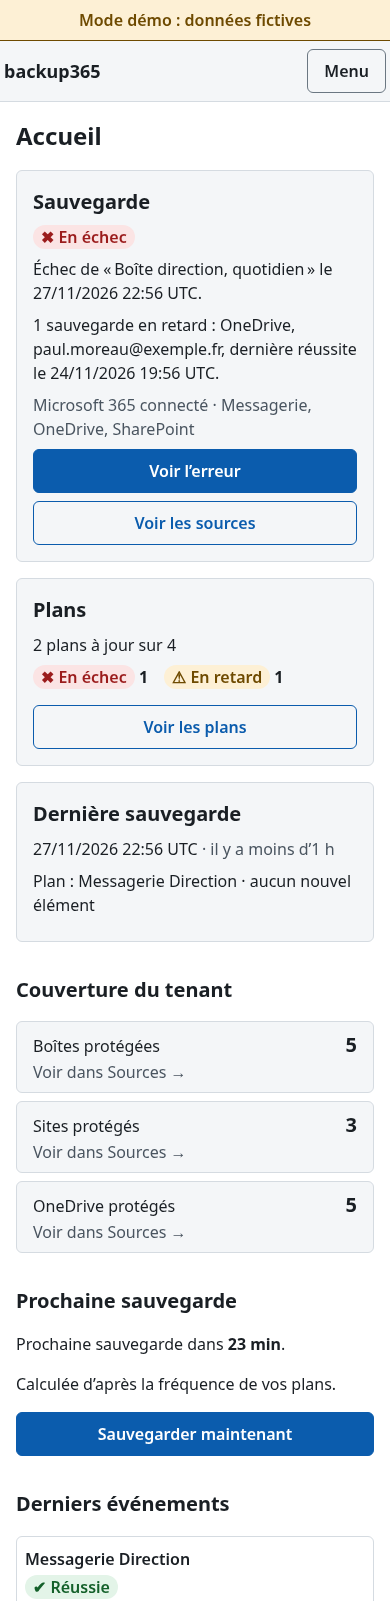 Mode démo : données fictives
backup365
Menu
Accueil
Sauvegarde
✖ En échec
Échec de « Boîte direction, quotidien » le
27/11/2026 22:56 UTC.
1 sauvegarde en retard : OneDrive,
paul.moreau@exemple.fr, dernière réussite
le 24/11/2026 19:56 UTC.
Microsoft 365 connecté · Messagerie,
OneDrive, SharePoint
Voir l’erreur
Voir les sources
Plans
2 plans à jour sur 4
✖ En échec 1 ⚠ En retard 1
Voir les plans
Dernière sauvegarde
27/11/2026 22:56 UTC · il y a moins d’1 h
Plan : Messagerie Direction · aucun nouvel
élément
Couverture du tenant
Boîtes protégées 5
Voir dans Sources →
Sites protégés 3
Voir dans Sources →
OneDrive protégés 5
Voir dans Sources →
Prochaine sauvegarde
Prochaine sauvegarde dans 23 min.
Calculée d’après la fréquence de vos plans.
Sauvegarder maintenant
Derniers événements
Messagerie Direction
✔ Réussie